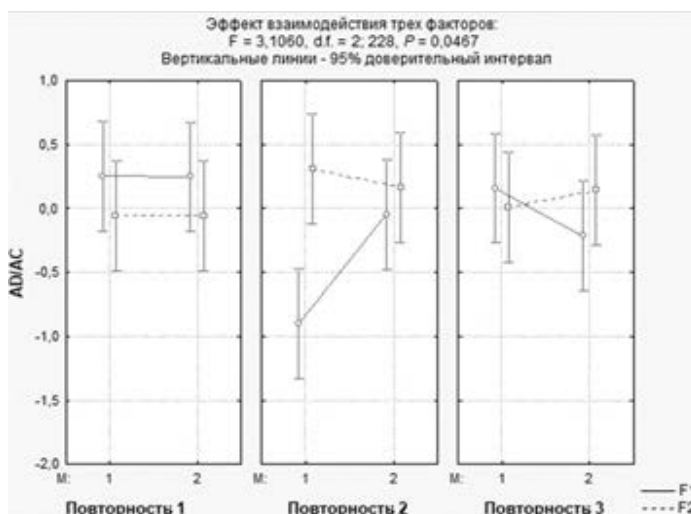 Эффект взаимодействия трех факторов:
F = 3,1060, d.f. = 2; 228, P = 0,0467
Вертикальные линии - 95% доверительный интервал
AD/AC
1,0
0,5
0,0
-0,5
-1,0
-1,5
-2,0
М: 1 2
Повторность 1
М: 1 2
Повторность 2
М: 1 2
Повторность 3
F1
F2